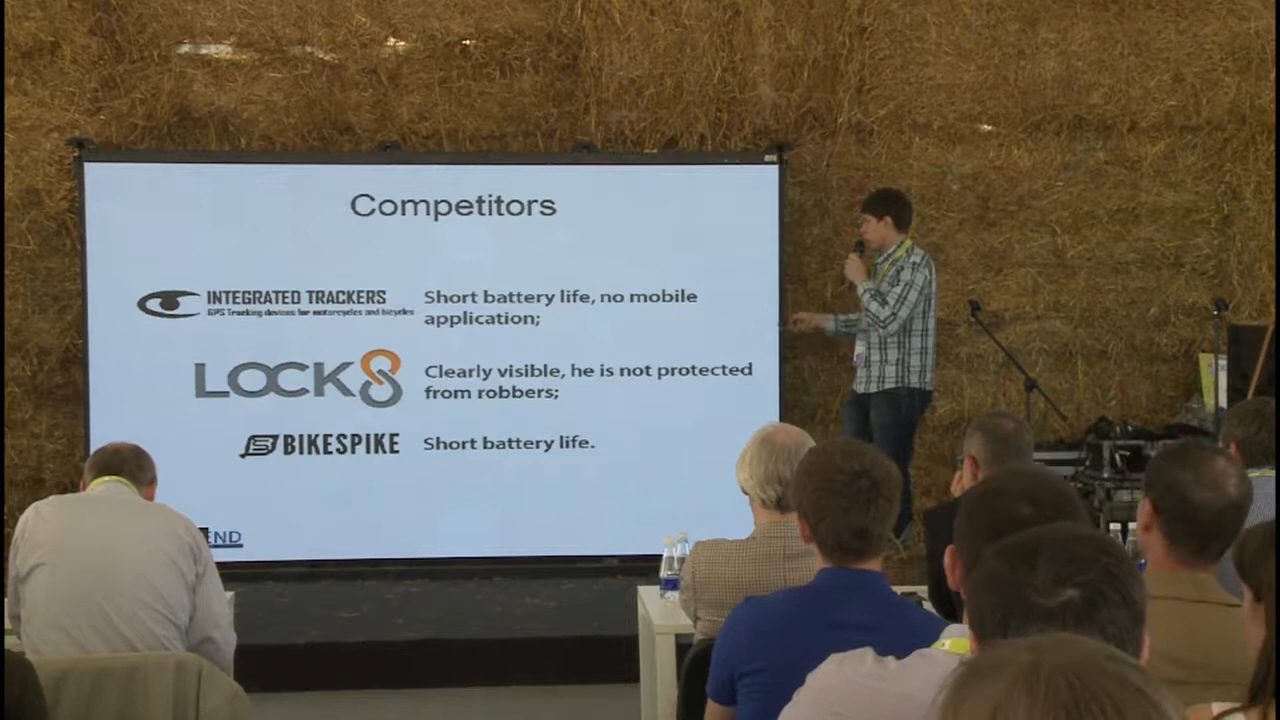 Competitors
INTEGRATED TRACKERS
GPS Tracking devices for motorcycles and bicycles
Short battery life, no mobile
application;
LOCK8
Clearly visible, he is not protected
from robbers;
BIKESPIKE
Short battery life.
END